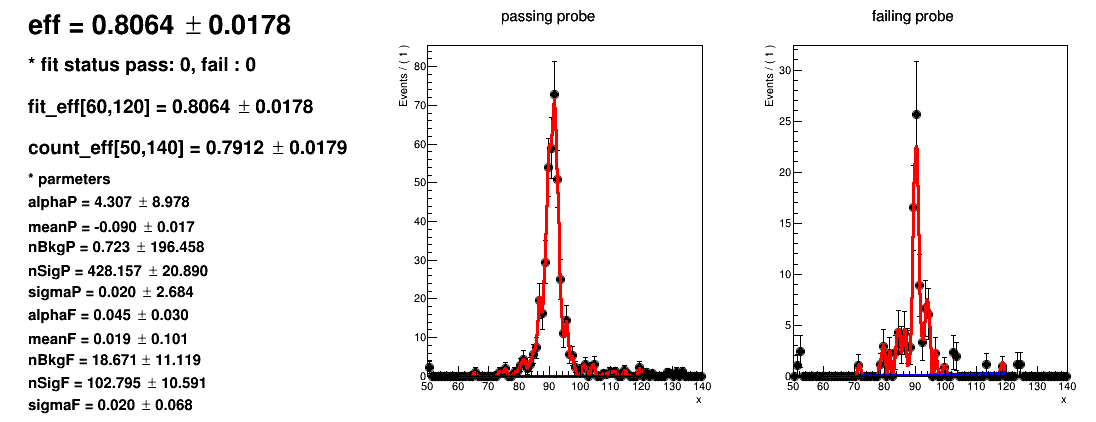 eff = 0.8064 ± 0.0178
* fit status pass: 0, fail : 0
fit_eff[60,120] = 0.8064 ± 0.0178
count_eff[50,140] = 0.7912 ± 0.0179
* parmeters
alphaP = 4.307 ± 8.978
meanP = -0.090 ± 0.017
nBkgP = 0.723 ± 196.458
nSigP = 428.157 ± 20.890
sigmaP = 0.020 ± 2.684
alphaF = 0.045 ± 0.030
meanF = 0.019 ± 0.101
nBkgF = 18.671 ± 11.119
nSigF = 102.795 ± 10.591
sigmaF = 0.020 ± 0.068
passing probe
Events / ( 1 )
80
70
60
50
40
30
20
10
0
50 60 70 80 90 100 110 120 130 140
x
failing probe
Events / ( 1 )
30
25
20
15
10
5
0
50 60 70 80 90 100 110 120 130 140
x